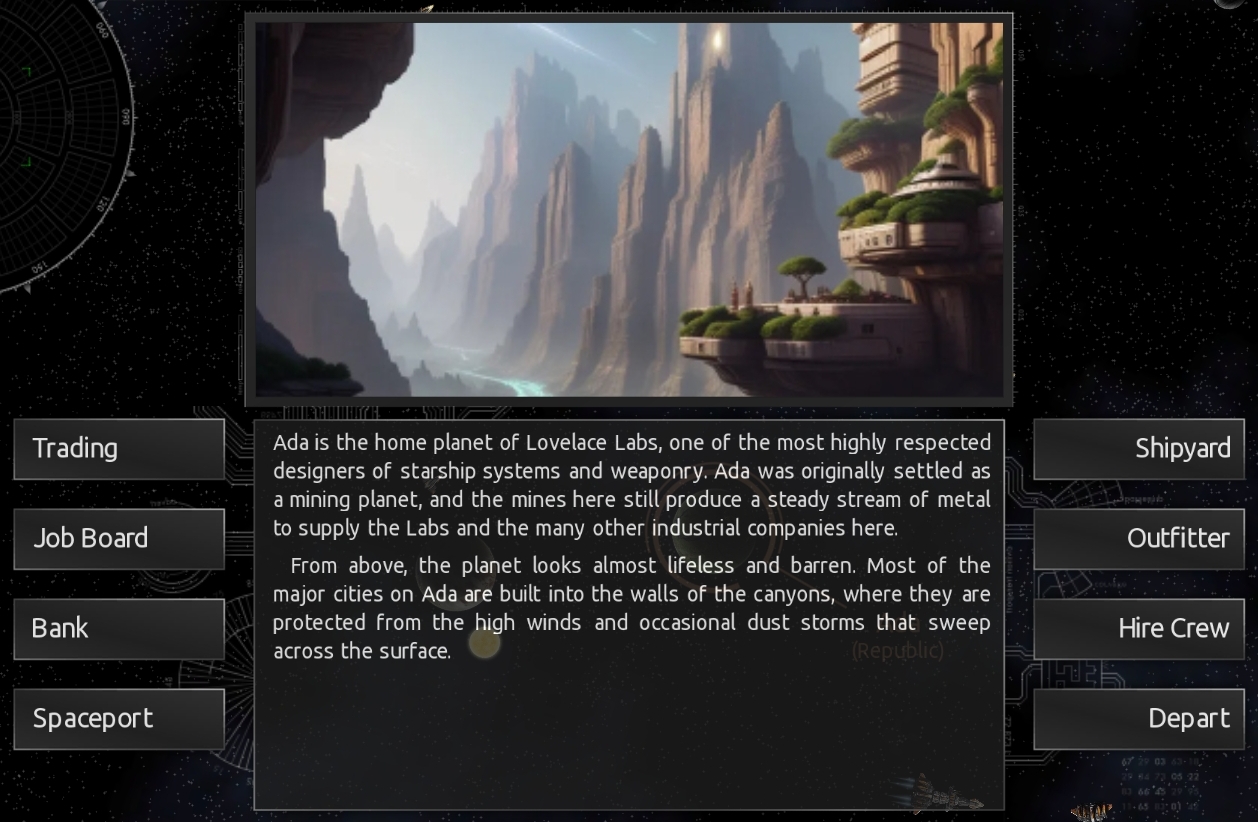 060
090
120
150
Trading
Job Board
Bank
Spaceport
Ada is the home planet of Lovelace Labs, one of the most highly respected
designers of starship systems and weaponry. Ada was originally settled as
a mining planet, and the mines here still produce a steady stream of metal
to supply the Labs and the many other industrial companies here.
From above, the planet looks almost lifeless and barren. Most of the
major cities on Ada are built into the walls of the canyons, where they are
protected from the high winds and occasional dust storms that sweep
across the surface.
(Republic)
Shipyard
Outfitter
Hire Crew
Depart